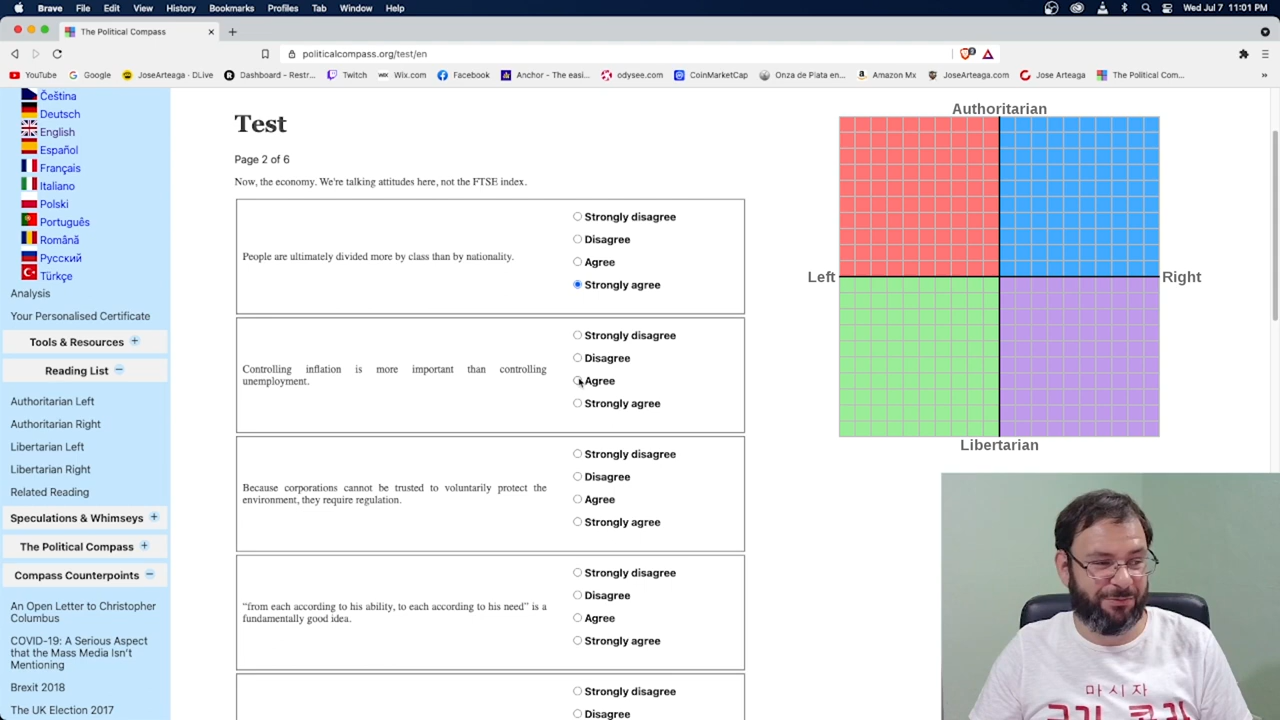 Brave File Edit View History Bookmarks Profiles Tab Window Help Wed Jul 7 11:01 PM
The Political Compass
politicalcompass.org/test/en
YouTube Google JoseArteaga · DLive Dashboard - Restr... Twitch Wix.com Facebook Anchor - The easi... odysee.com CoinMarketCap Onza de Plata en... Amazon Mx JoseArteaga.com Jose Arteaga The Political Com...
Čeština
Deutsch
English
Español
Français
Italiano
Polski
Português
Română
Русский
Türkçe
Analysis
Your Personalised Certificate
Tools & Resources
Reading List
Authoritarian Left
Authoritarian Right
Libertarian Left
Libertarian Right
Related Reading
Speculations & Whimseys
The Political Compass
Compass Counterpoints
An Open Letter to Christopher
Columbus
COVID-19: A Serious Aspect
that the Mass Media Isn't
Mentioning
Brexit 2018
The UK Election 2017
Test
Page 2 of 6
Now, the economy. We're talking attitudes here, not the FTSE index.
People are ultimately divided more by class than by nationality.
Strongly disagree
Disagree
Agree
Strongly agree
Controlling inflation is more important than controlling
unemployment.
Strongly disagree
Disagree
Agree
Strongly agree
Because corporations cannot be trusted to voluntarily protect the
environment, they require regulation.
Strongly disagree
Disagree
Agree
Strongly agree
“from each according to his ability, to each according to his need” is a
fundamentally good idea.
Strongly disagree
Disagree
Agree
Strongly agree
Strongly disagree
Disagree
Authoritarian
Left
Right
Libertarian
마시자